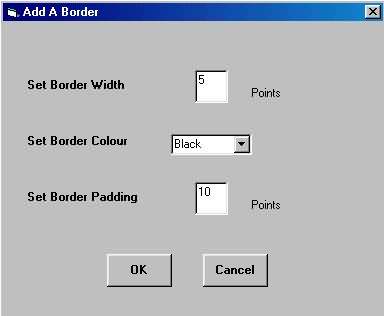 Add A Border
Set Border Width 5 Points
Set Border Colour Black
Set Border Padding 10 Points
OK Cancel